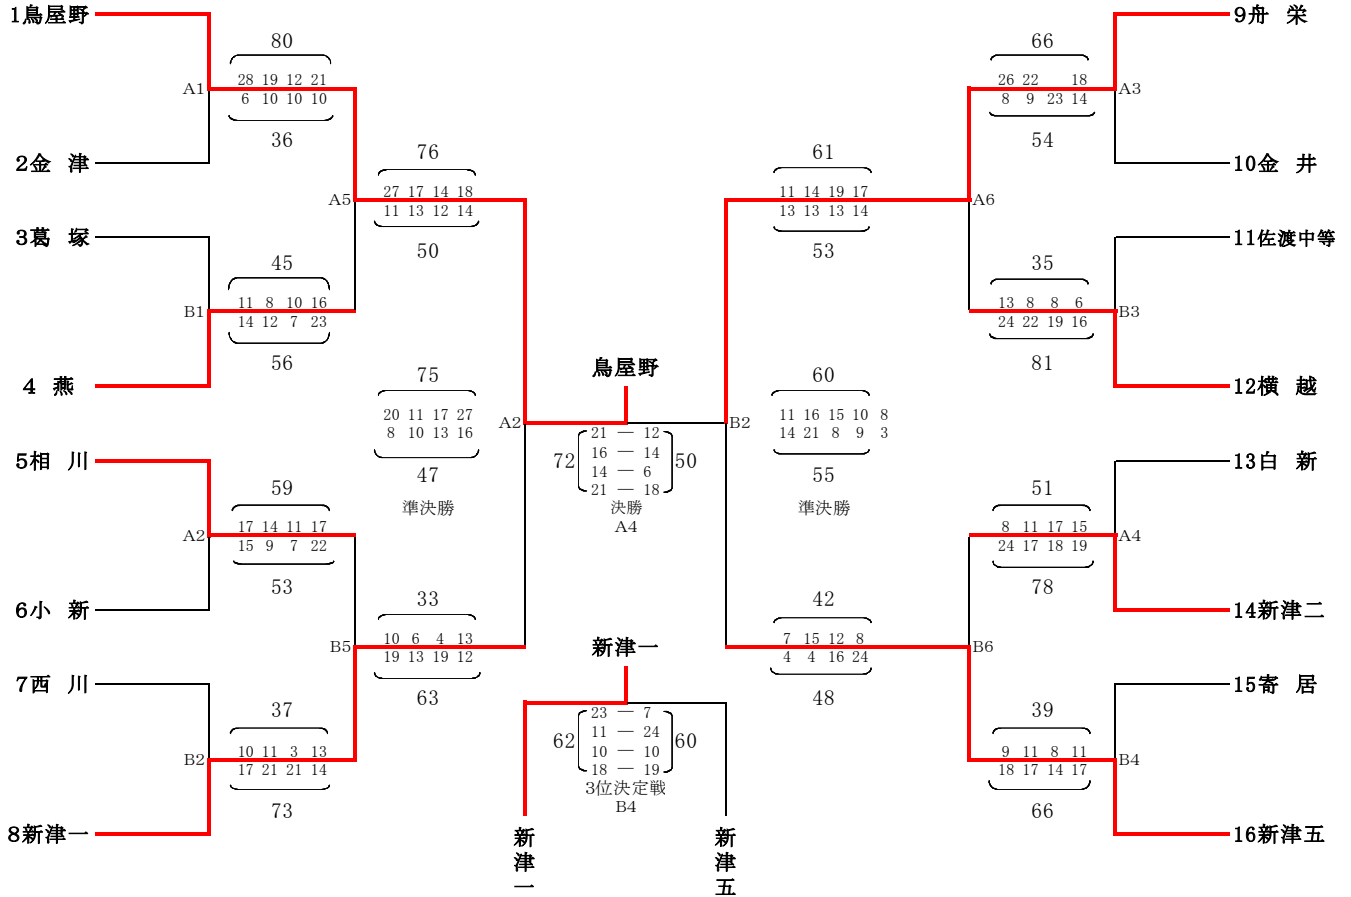 1鳥屋野
9舟 栄
80
66
28 19 12 21
26 22 18
A1
A3
6 10 10 10
8 9 23 14
36
54
76
61
2金 津
10金 井
27 17 14 18
11 14 19 17
A5
A6
11 13 12 14
13 13 13 14
3葛 塚
11佐渡中等
50
53
45
35
11 8 10 16
13 8 8 6
B1
B3
14 12 7 23
24 22 19 16
56
81
鳥屋野
4 燕
12横 越
75
60
20 11 17 27
11 16 15 10 8
A2
B2
8 10 13 16
14 21 8 9 3
21 — 12
16 — 14
72
50
14 — 6
21 — 18
5相 川
13白 新
47
55
59
51
準決勝
決勝
準決勝
A4
17 14 11 17
8 11 17 15
A2
A4
15 9 7 22
24 17 18 19
53
78
33
42
6小 新
14新津二
10 6 4 13
7 15 12 8
B5
新津一
B6
19 13 19 12
4 4 16 24
7西 川
15寄 居
63
48
37
39
23 — 7
11 — 24
62
60
10 — 10
18 — 19
10 11 3 13
9 11 8 11
B2
B4
17 21 21 14
18 17 14 17
3位決定戦
B4
73
66
8新津一
16新津五
新津一
新津五